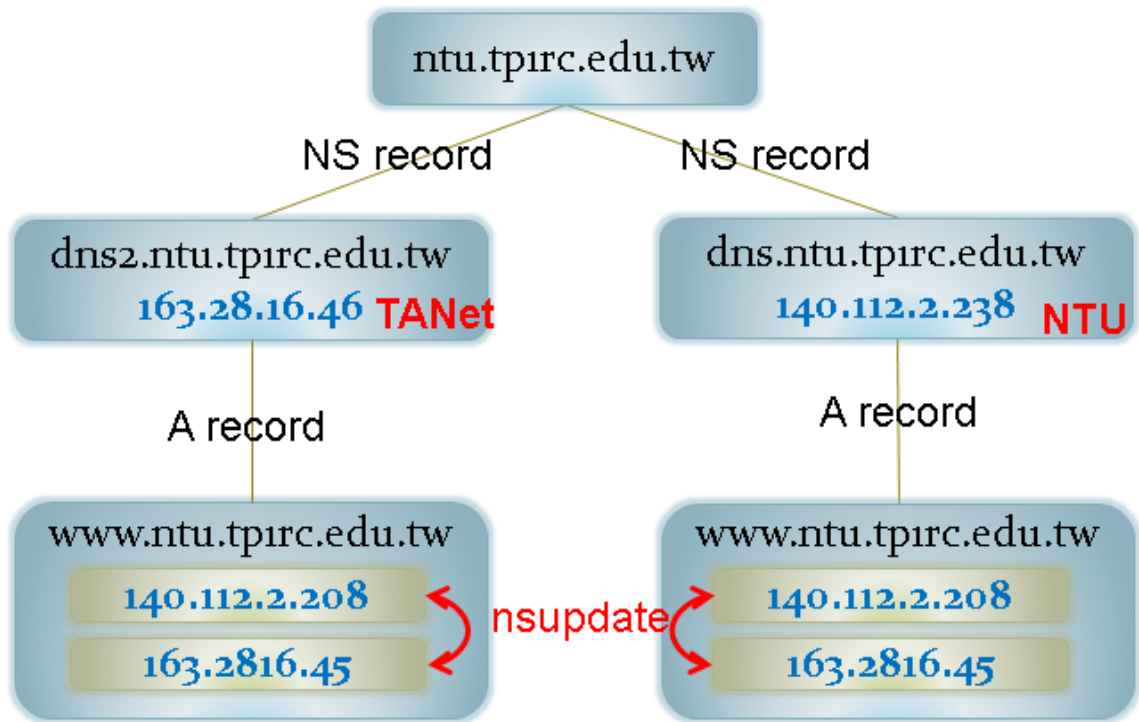 ntu.tp1rc.edu.tw
NS record
NS record
dns2.ntu.tp1rc.edu.tw
163.28.16.46 TANet
dns.ntu.tp1rc.edu.tw
140.112.2.238 NTU
A record
A record
www.ntu.tp1rc.edu.tw
140.112.2.208
163.2816.45
nsupdate
www.ntu.tp1rc.edu.tw
140.112.2.208
163.2816.45